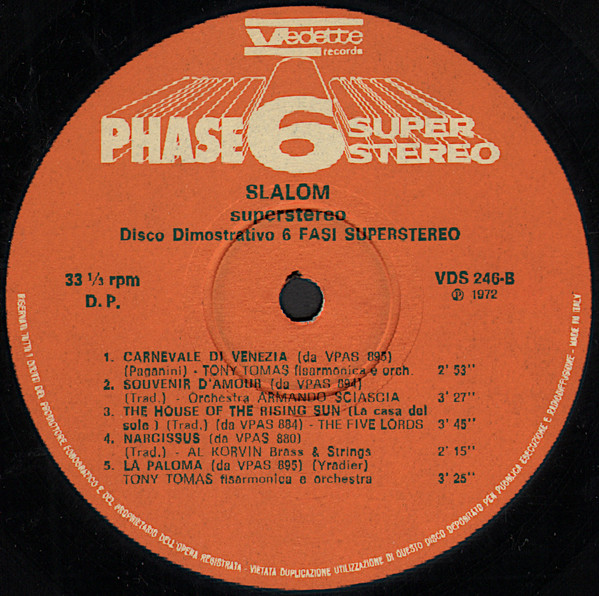 Vedette
records
PHASE 6 SUPER
STEREO
SLALOM
superstereo
Disco Dimostrativo 6 FASI SUPERSTEREO
33 ⅓ rpm
VDS 246-B
D. P.
℗ 1972
1. CARNEVALE DI VENEZIA (da VPAS 895)
(Paganini) - TONY TOMAS fisarmonica e orch. 2' 53''
2. SOUVENIR D'AMOUR (da VPAS 894)
(Trad.) - Orchestra ARMANDO SCIASCIA 3' 27''
3. THE HOUSE OF THE RISING SUN (La casa del
sole ) (Trad.) (da VPAS 884) - THE FIVE LORDS 3' 45''
4. NARCISSUS (da VPAS 880)
(Trad.) - AL KORVIN Brass & Strings 2' 15''
5. LA PALOMA (da VPAS 895) (Yradier)
TONY TOMAS fisarmonica e orchestra 3' 25''
RISERVATI TUTTI I DIRITTI DEL PRODUTTORE FONOGRAFICO E DEL PROPRIETARIO DELL'OPERA REGISTRATA - VIETATA DUPLICAZIONE UTILIZZAZIONE DI QUESTO DISCO DEPOSITATO PER PUBBLICA ESECUZIONE E RADIODIFFUSIONE - MADE IN ITALY